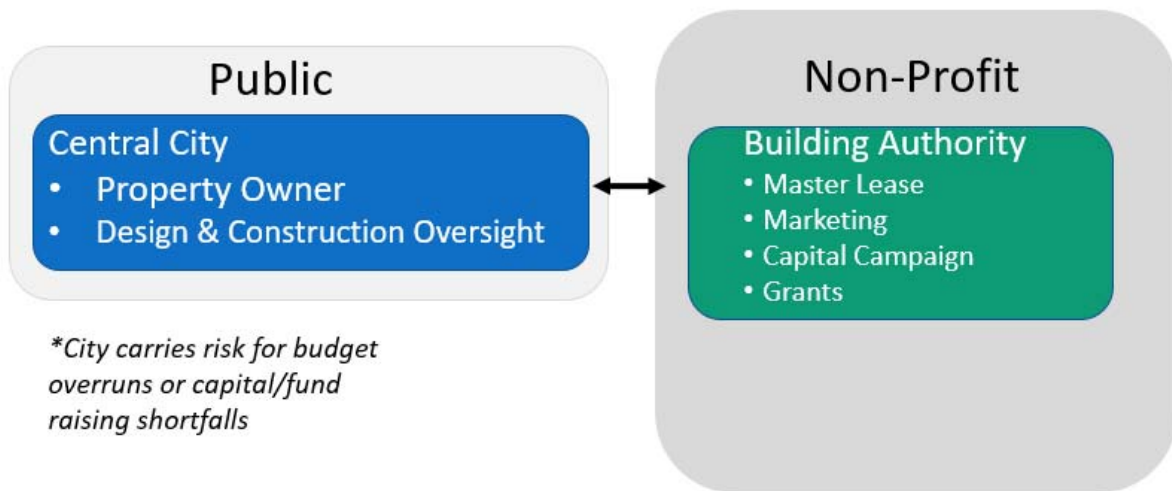 Public
Central City
• Property Owner
• Design & Construction Oversight
*City carries risk for budget
overruns or capital/fund
raising shortfalls
Non-Profit
Building Authority
• Master Lease
• Marketing
• Capital Campaign
• Grants